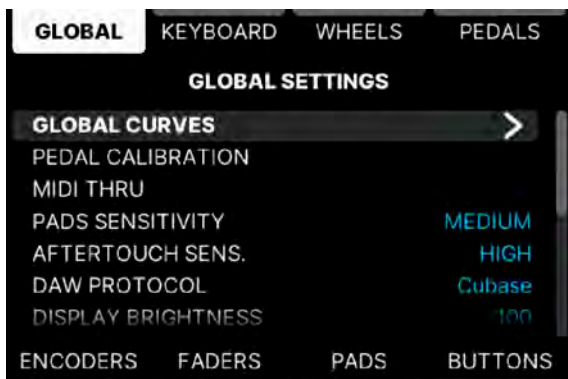 GLOBAL KEYBOARD WHEELS PEDALS
GLOBAL SETTINGS
GLOBAL CURVES >
PEDAL CALIBRATION
MIDI THRU
PADS SENSITIVITY MEDIUM
AFTERTOUCH SENS. HIGH
DAW PROTOCOL Cubase
DISPLAY BRIGHTNESS 100
ENCODERS FADERS PADS BUTTONS